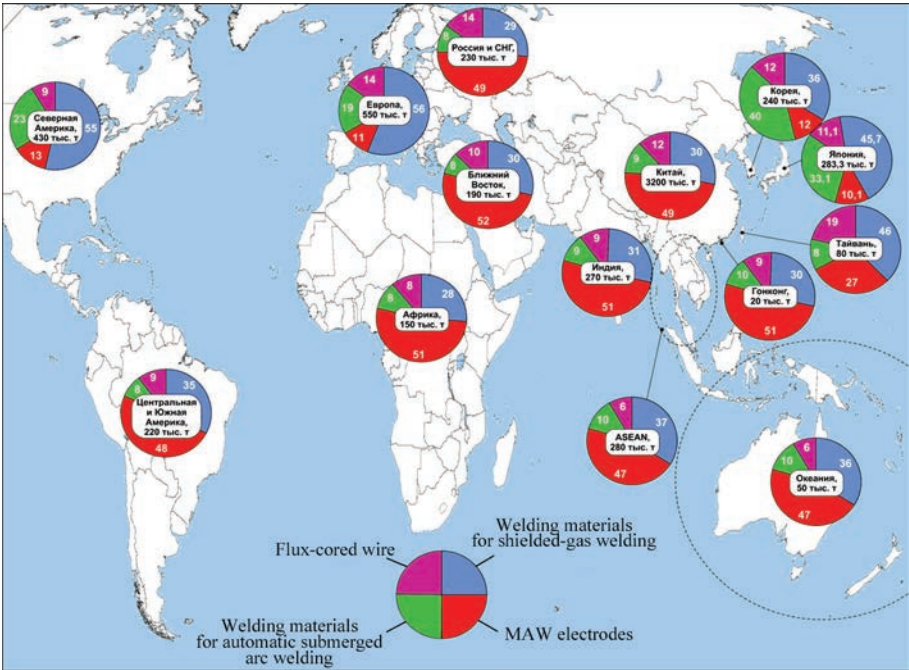 14
29
8
Россия и СНГ,
230 тыс. т
49
9
23
55
Северная
Америка,
430 тыс. т
13
14
19
56
Европа,
550 тыс. т
11
12
36
Корея,
240 тыс. т
40
12
11,1
45,7
Япония,
283,3 тыс. т
33,1
10,1
10
30
8
Ближний
Восток,
190 тыс. т
52
12
30
9
Китай,
3200 тыс. т
49
19
46
Тайвань,
80 тыс. т
8
27
9
31
9
Индия,
270 тыс. т
51
9
30
10
Гонконг,
20 тыс. т
51
8
28
8
Африка,
150 тыс. т
51
9
35
8
Центральная
и Южная
Америка,
220 тыс. т
48
6
37
10
ASEAN,
280 тыс. т
47
6
36
10
Океания,
50 тыс. т
47
Flux-cored wire
Welding materials
for shielded-gas welding
Welding materials
for automatic submerged
arc welding
MAW electrodes